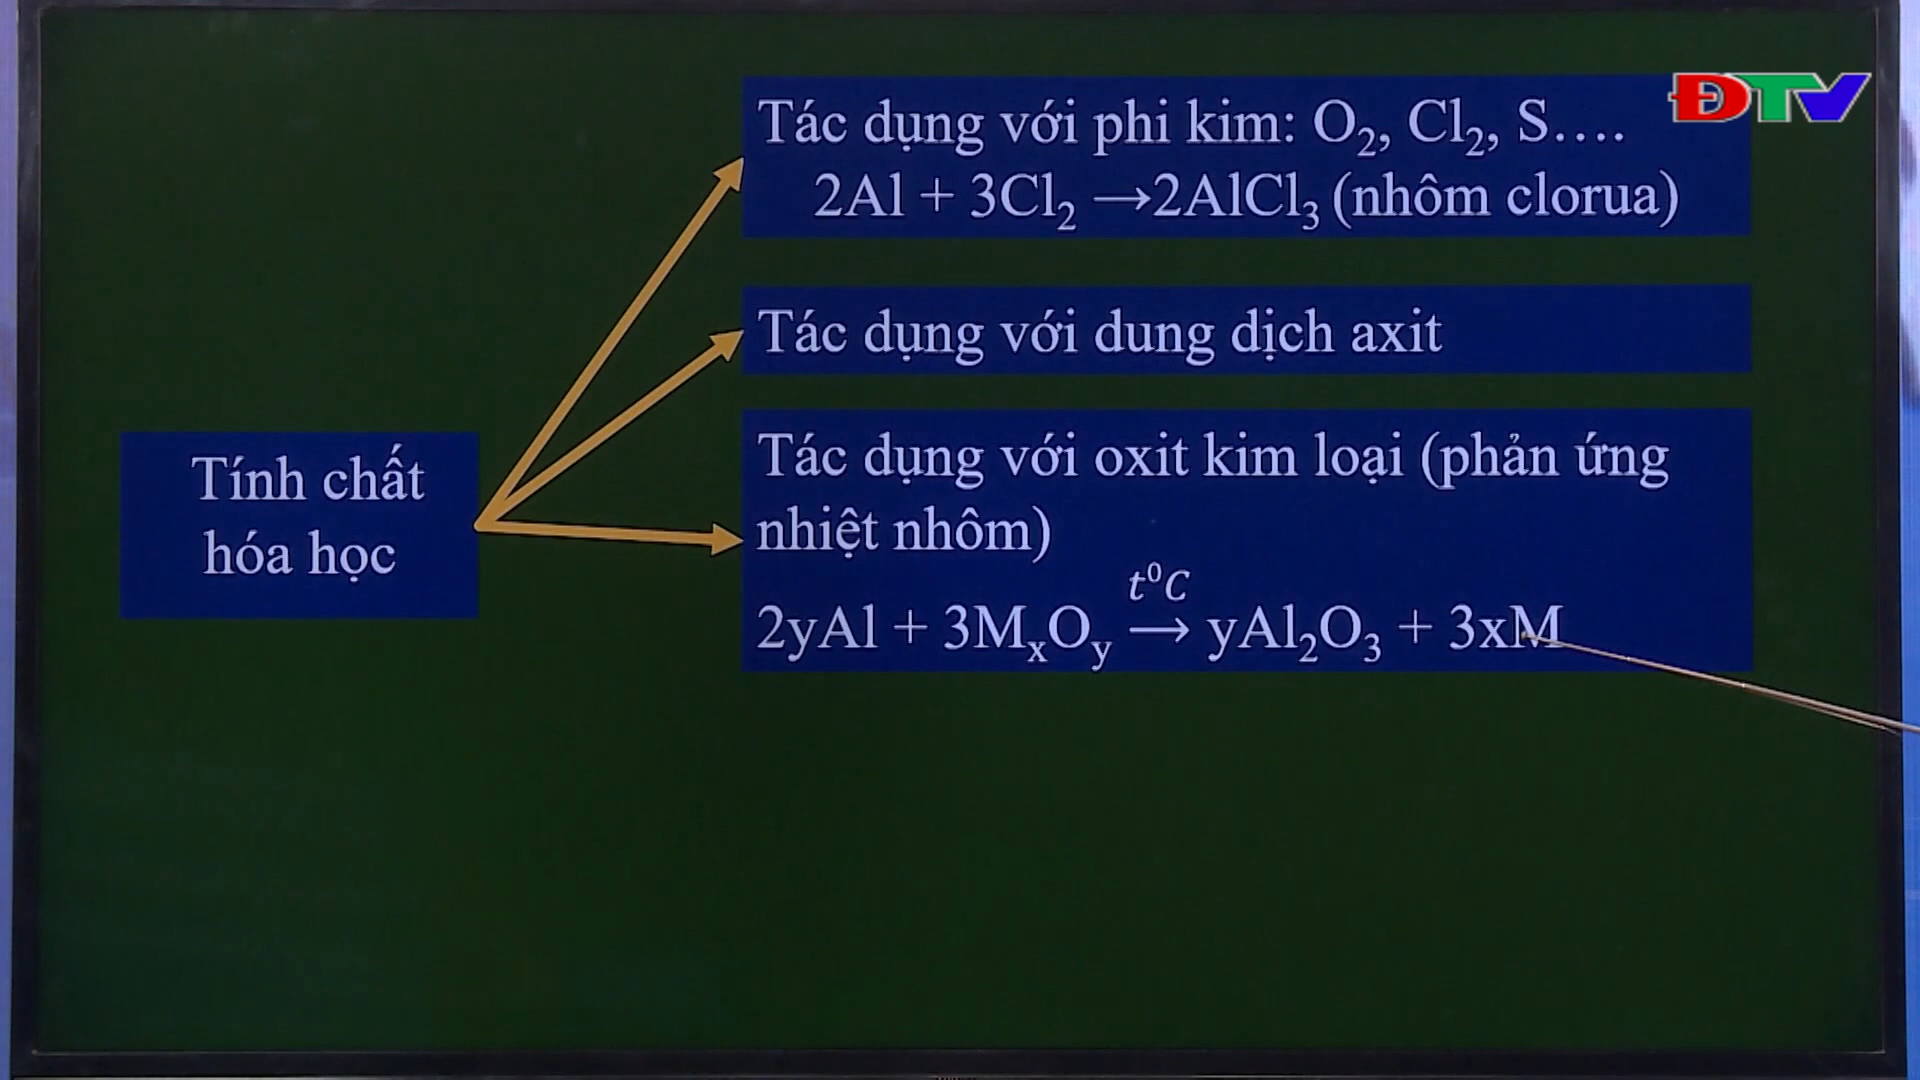 ĐTV
Tác dụng với phi kim: O₂, Cl₂, S....
2Al + 3Cl₂ →2AlCl₃ (nhôm clorua)
Tác dụng với dung dịch axit
Tính chất
hóa học
Tác dụng với oxit kim loại (phản ứng
nhiệt nhôm)
t⁰C
2yAl + 3MₓOᵧ → yAl₂O₃ + 3xM